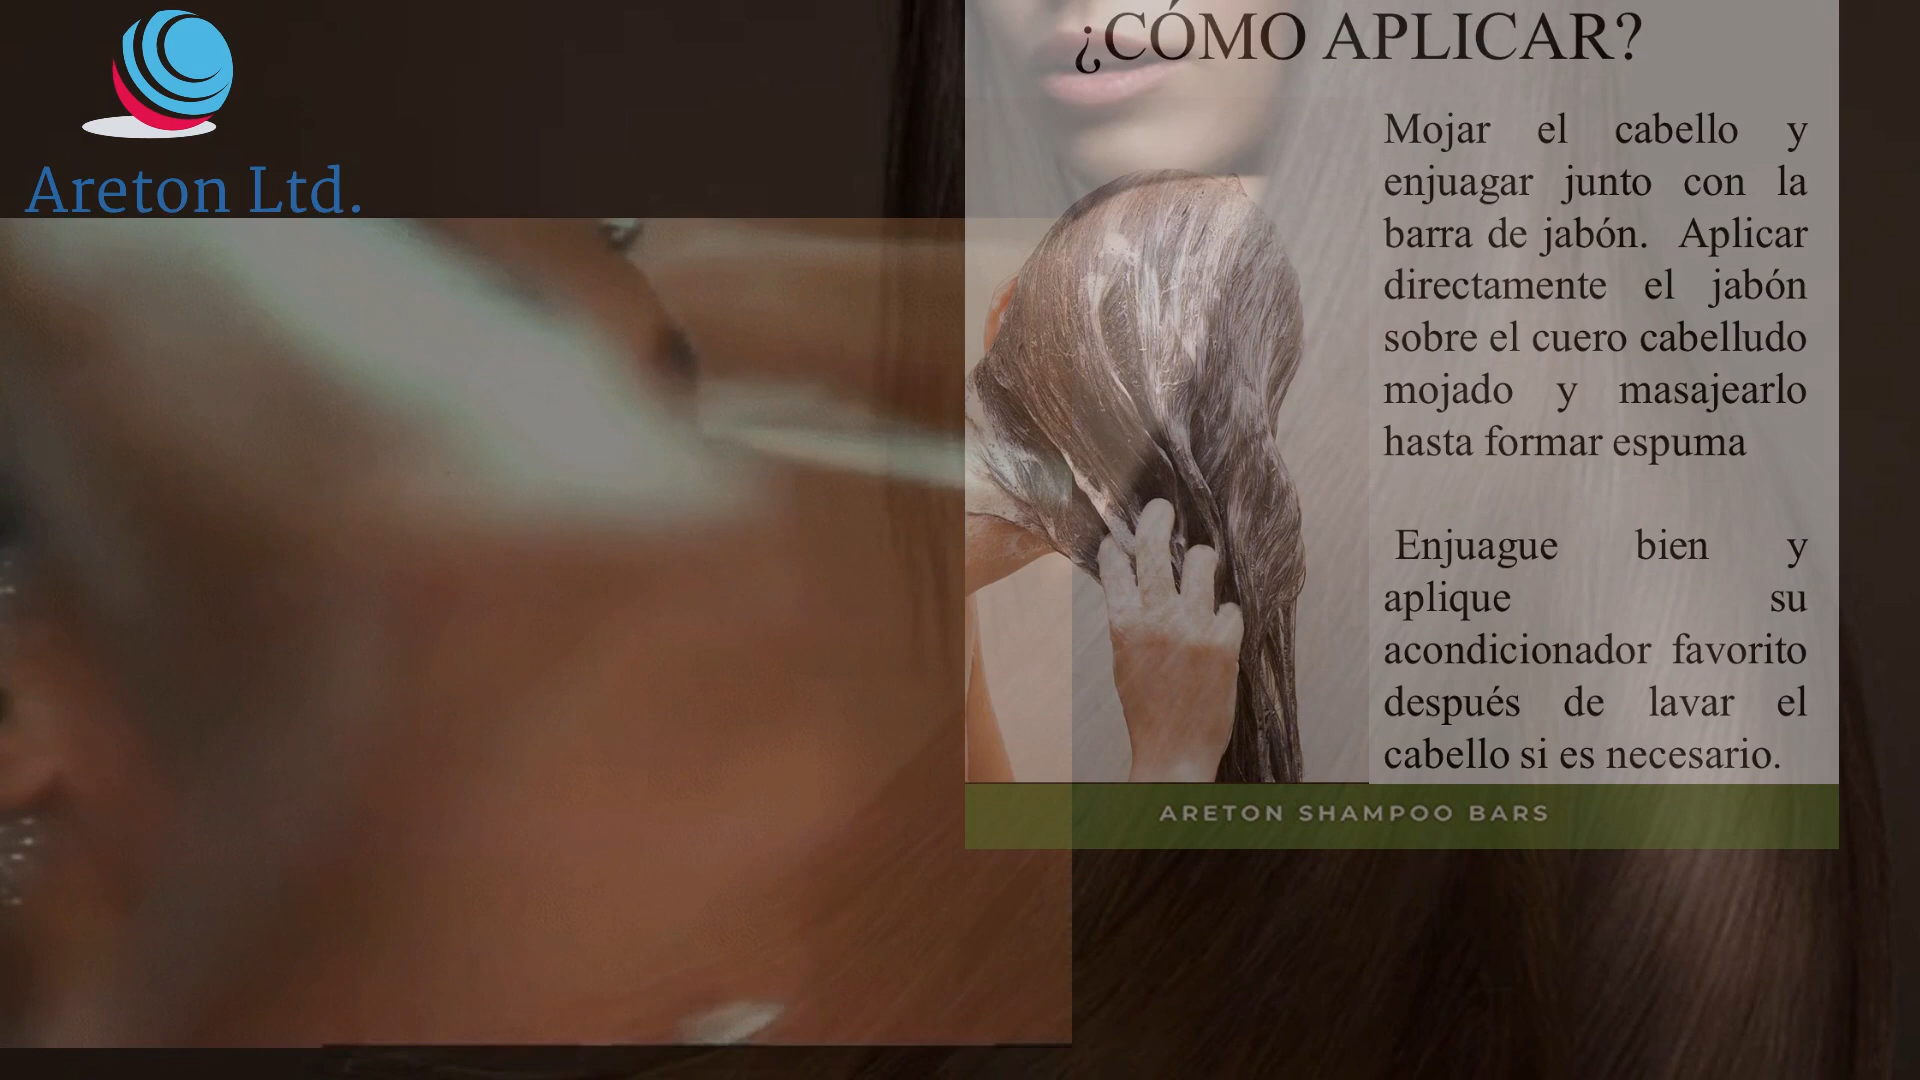 Areton Ltd.
¿CÓMO APLICAR?
Mojar el cabello y
enjuagar junto con la
barra de jabón. Aplicar
directamente el jabón
sobre el cuero cabelludo
mojado y masajearlo
hasta formar espuma
Enjuague bien y
aplique su
acondicionador favorito
después de lavar el
cabello si es necesario.
ARETON SHAMPOO BARS